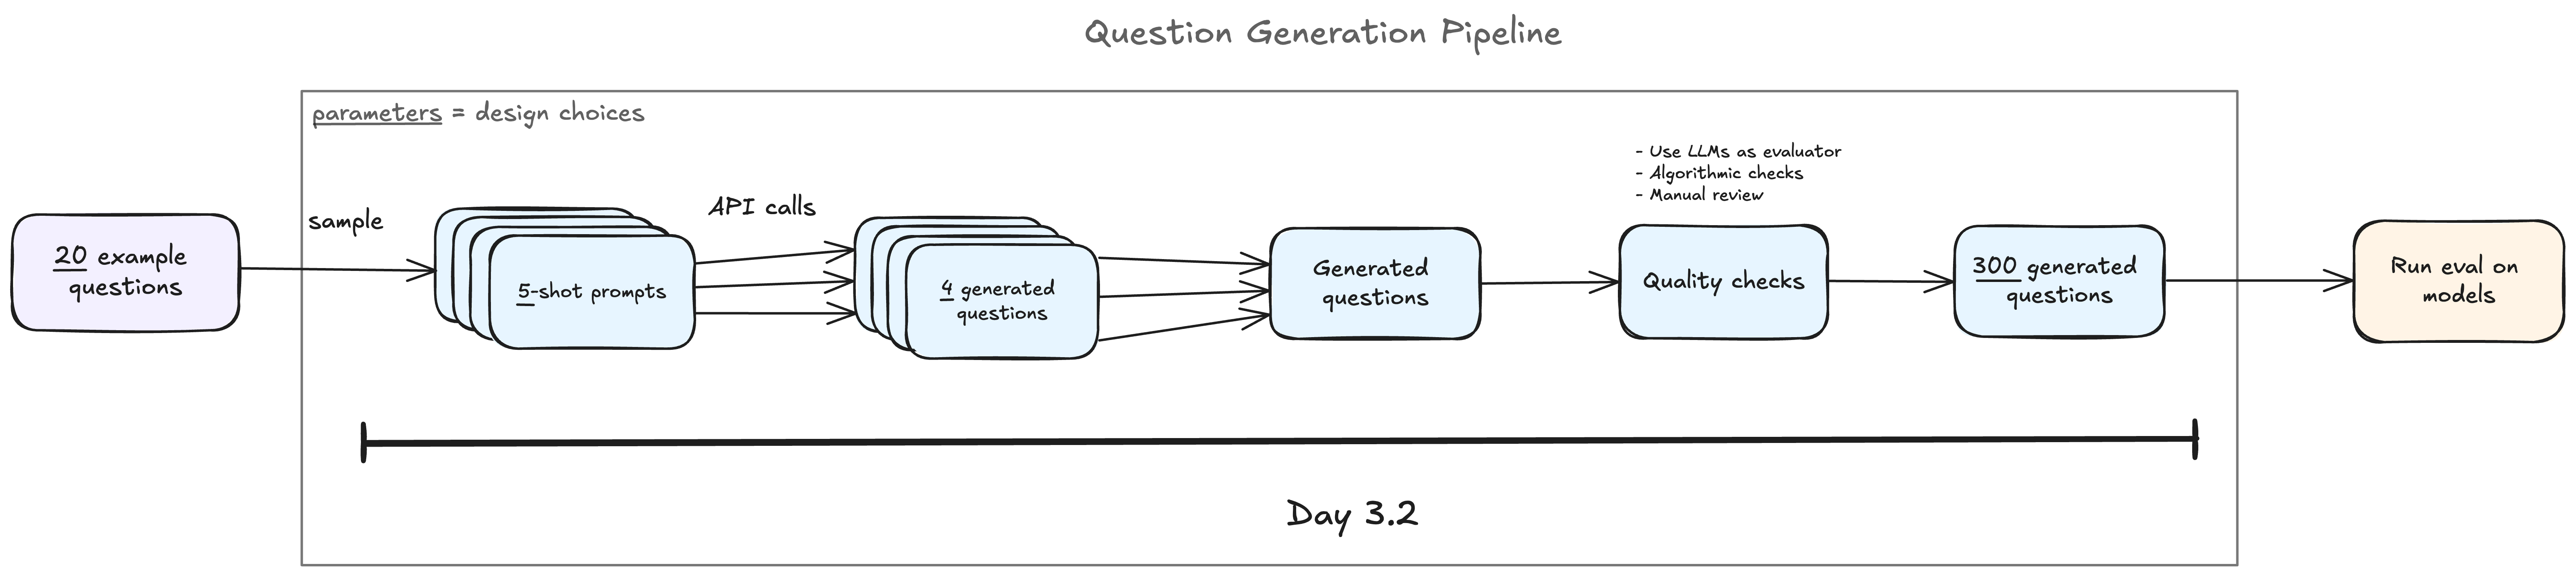 Question Generation Pipeline
parameters = design choices
20 example
questions
sample
5-shot prompts
API calls
4 generated
questions
Generated
questions
- Use LLMs as evaluator
- Algorithmic checks
- Manual review
Quality checks
300 generated
questions
Run eval on
models
Day 3.2